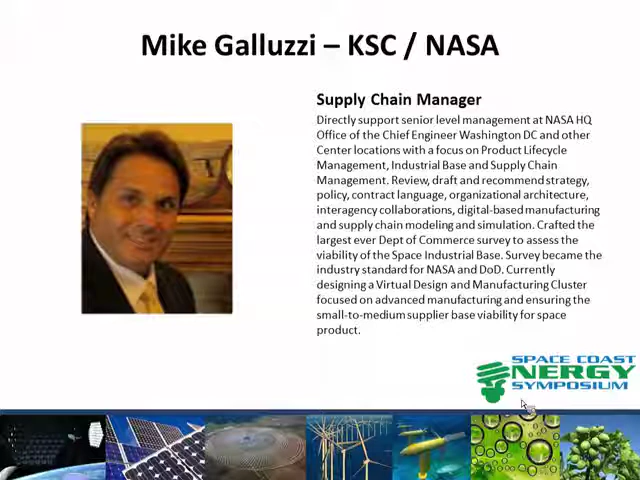 Mike Galluzzi – KSC / NASA
Supply Chain Manager
Directly support senior level management at NASA HQ
Office of the Chief Engineer Washington DC and other
Center locations with a focus on Product Lifecycle
Management, Industrial Base and Supply Chain
Management. Review, draft and recommend strategy,
policy, contract language, organizational architecture,
interagency collaborations, digital-based manufacturing
and supply chain modeling and simulation. Crafted the
largest ever Dept of Commerce survey to assess the
viability of the Space Industrial Base. Survey became the
industry standard for NASA and DoD. Currently
designing a Virtual Design and Manufacturing Cluster
focused on advanced manufacturing and ensuring the
small-to-medium supplier base viability for space
product.
SPACE COAST
ENERGY
SYMPOSIUM